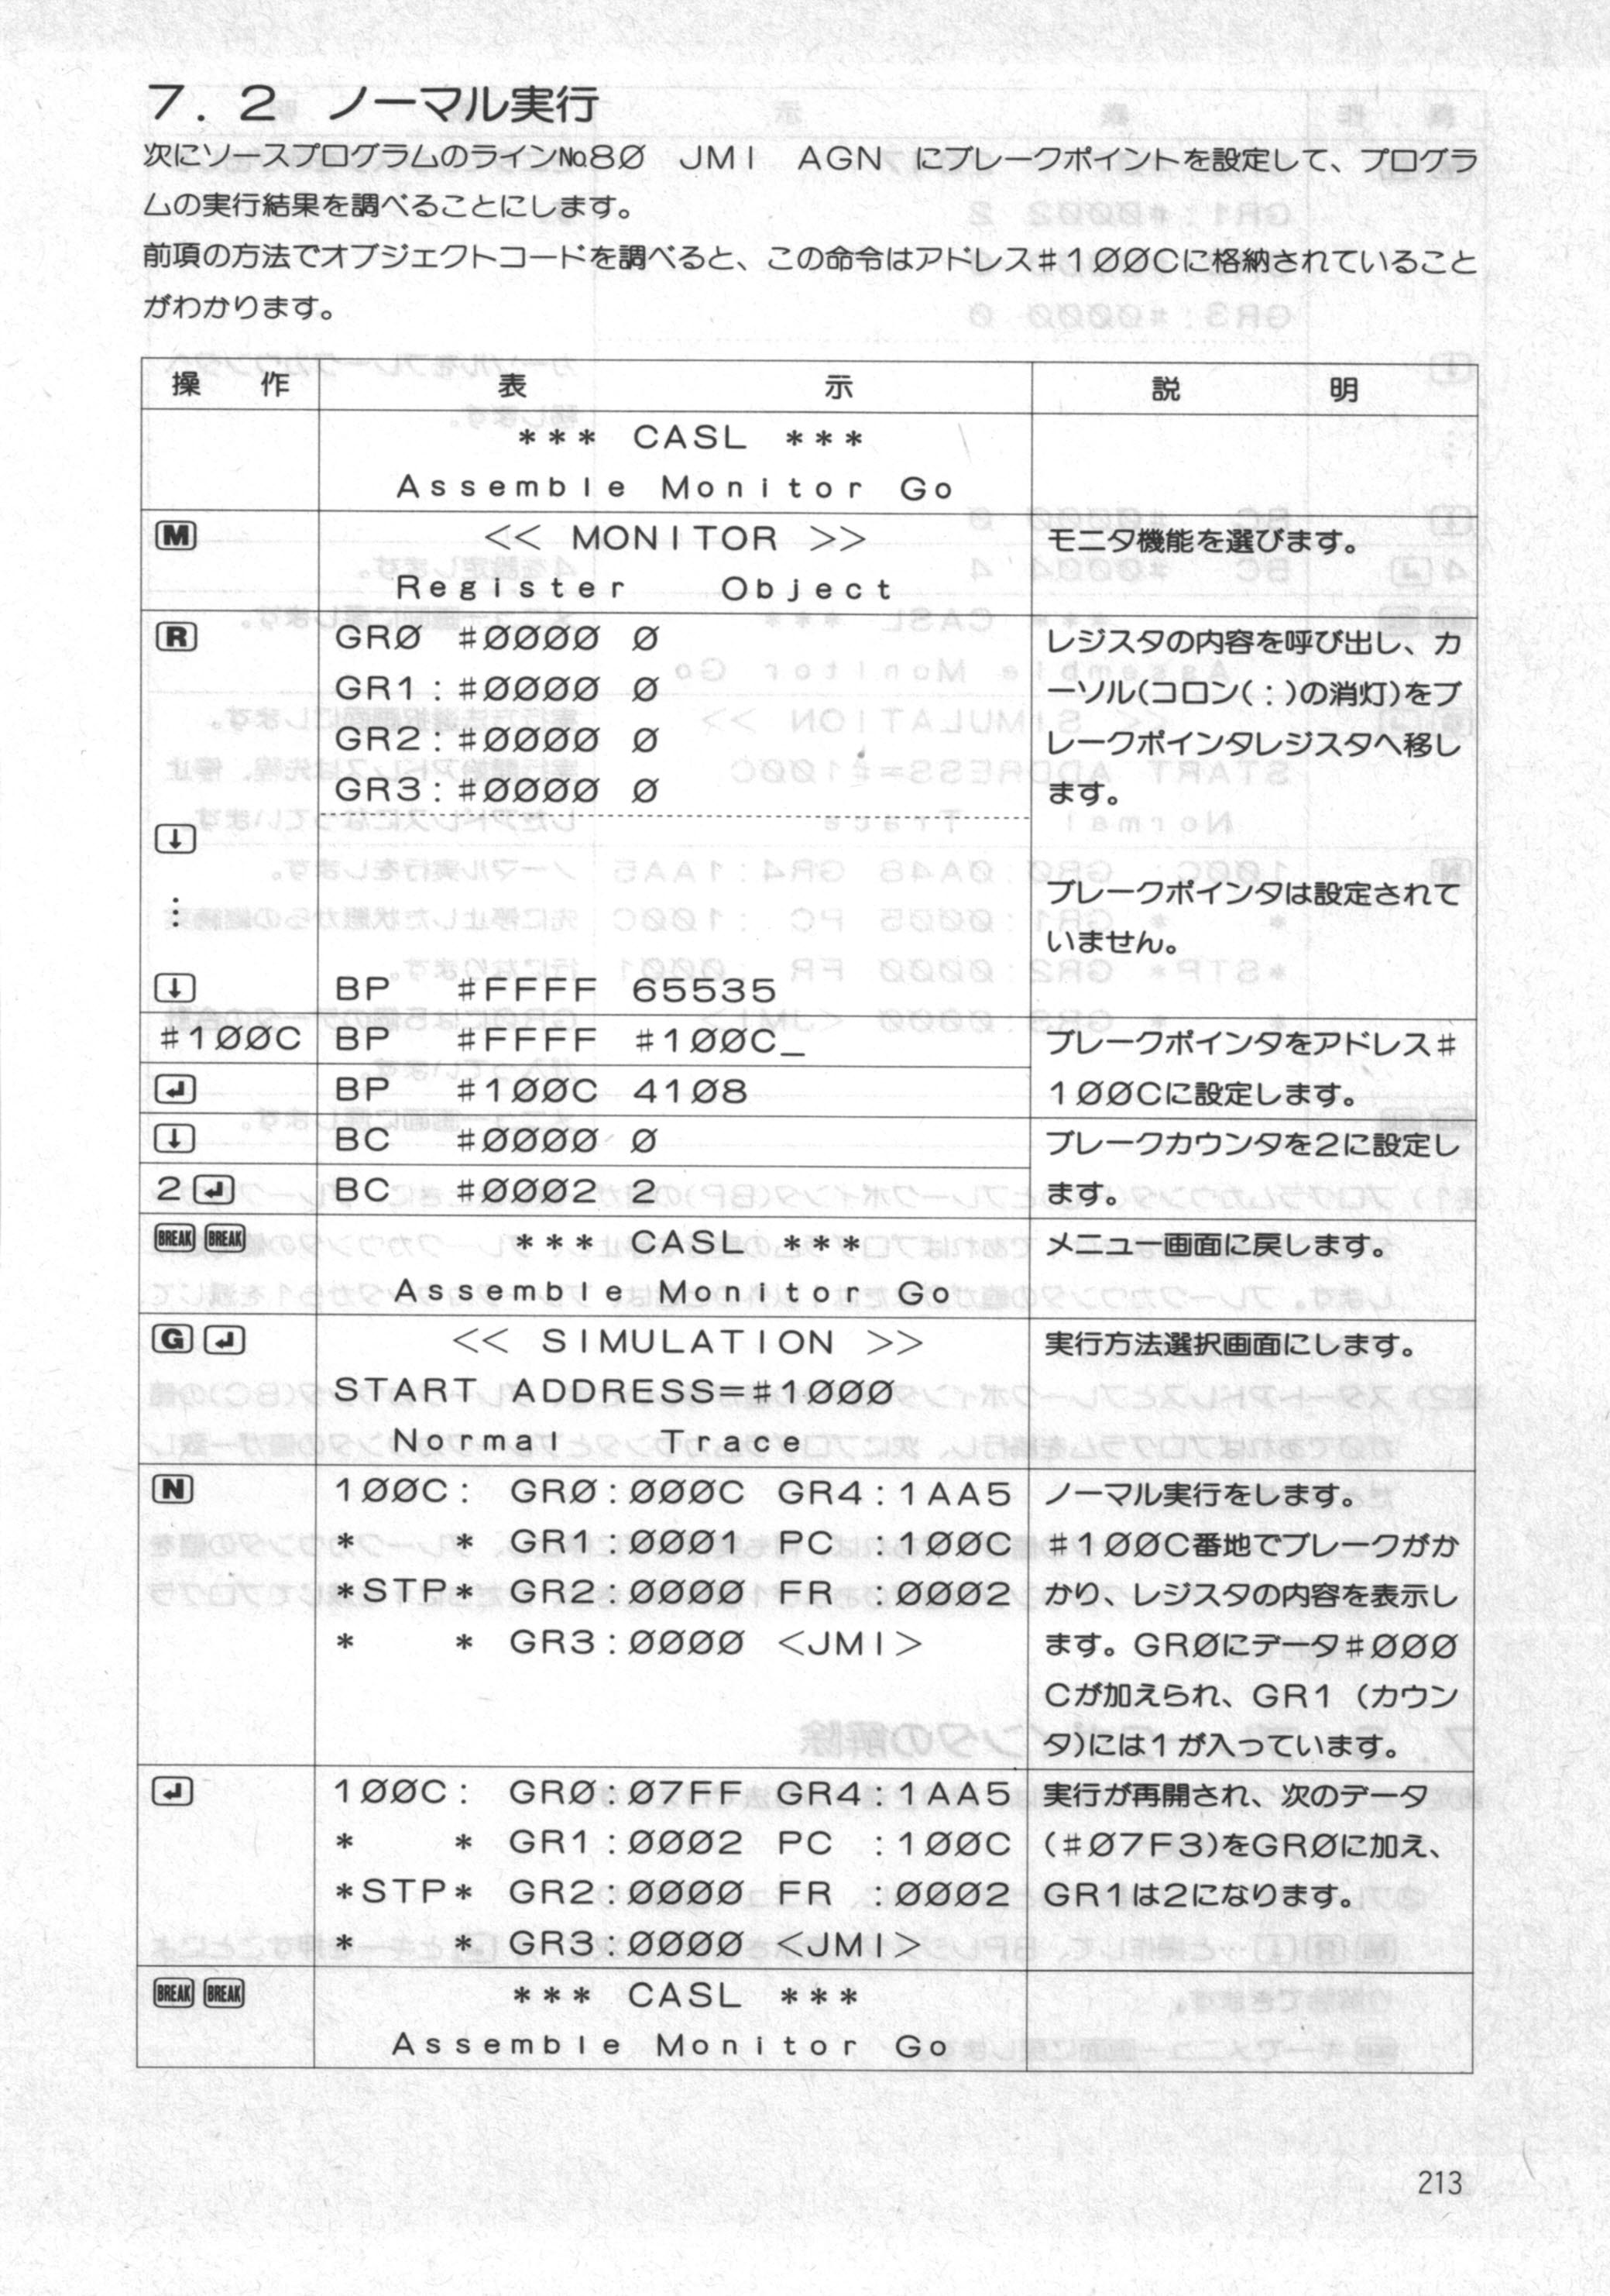 7．2　ノーマル実行
次にソースプログラムのラインNo.8Ø　JMI　AGN　にブレークポイントを設定して、プログラ
ムの実行結果を調べることにします。
前項の方法でオブジェクトコードを調べると、この命令はアドレス#1ØØCに格納されていること
がわかります。
操　作　表　示　説　明
*** CASL ***
Assemble Monitor Go
M　<< MONITOR >>　モニタ機能を選びます。
Register Object
R　GRØ #ØØØØ Ø　レジスタの内容を呼び出し、カ
GR1:#ØØØØ Ø　ーソル(コロン(：)の消灯)をブ
GR2:#ØØØØ Ø　レークポインタレジスタへ移し
GR3:#ØØØØ Ø　ます。
↓
⋮　ブレークポインタは設定されて
いません。
↓　BP #FFFF 65535
#1ØØC　BP #FFFF #1ØØC_　ブレークポインタをアドレス#
↵　BP #1ØØC 41Ø8　1ØØCに設定します。
↓　BC #ØØØØ Ø　ブレークカウンタを2に設定し
2 ↵　BC #ØØØ2 2　ます。
BREAK BREAK　*** CASL ***　メニュー画面に戻します。
Assemble Monitor Go
G ↵　<< SIMULATION >>　実行方法選択画面にします。
START ADDRESS=#1ØØØ
Normal Trace
N　1ØØC: GRØ:ØØØC GR4:1AA5　ノーマル実行をします。
* * GR1:ØØØ1 PC :1ØØC　#1ØØC番地でブレークがか
*STP* GR2:ØØØØ FR :ØØØ2　かり、レジスタの内容を表示し
* * GR3:ØØØØ <JMI>　ます。GRØにデータ#ØØØ
Cが加えられ、GR1（カウン
タ)には1が入っています。
↵　1ØØC: GRØ:Ø7FF GR4:1AA5　実行が再開され、次のデータ
* * GR1:ØØØ2 PC :1ØØC　(#Ø7F3)をGRØに加え、
*STP* GR2:ØØØØ FR :ØØØ2　GR1は2になります。
* * GR3:ØØØØ <JMI>
BREAK BREAK　*** CASL ***
Assemble Monitor Go
213